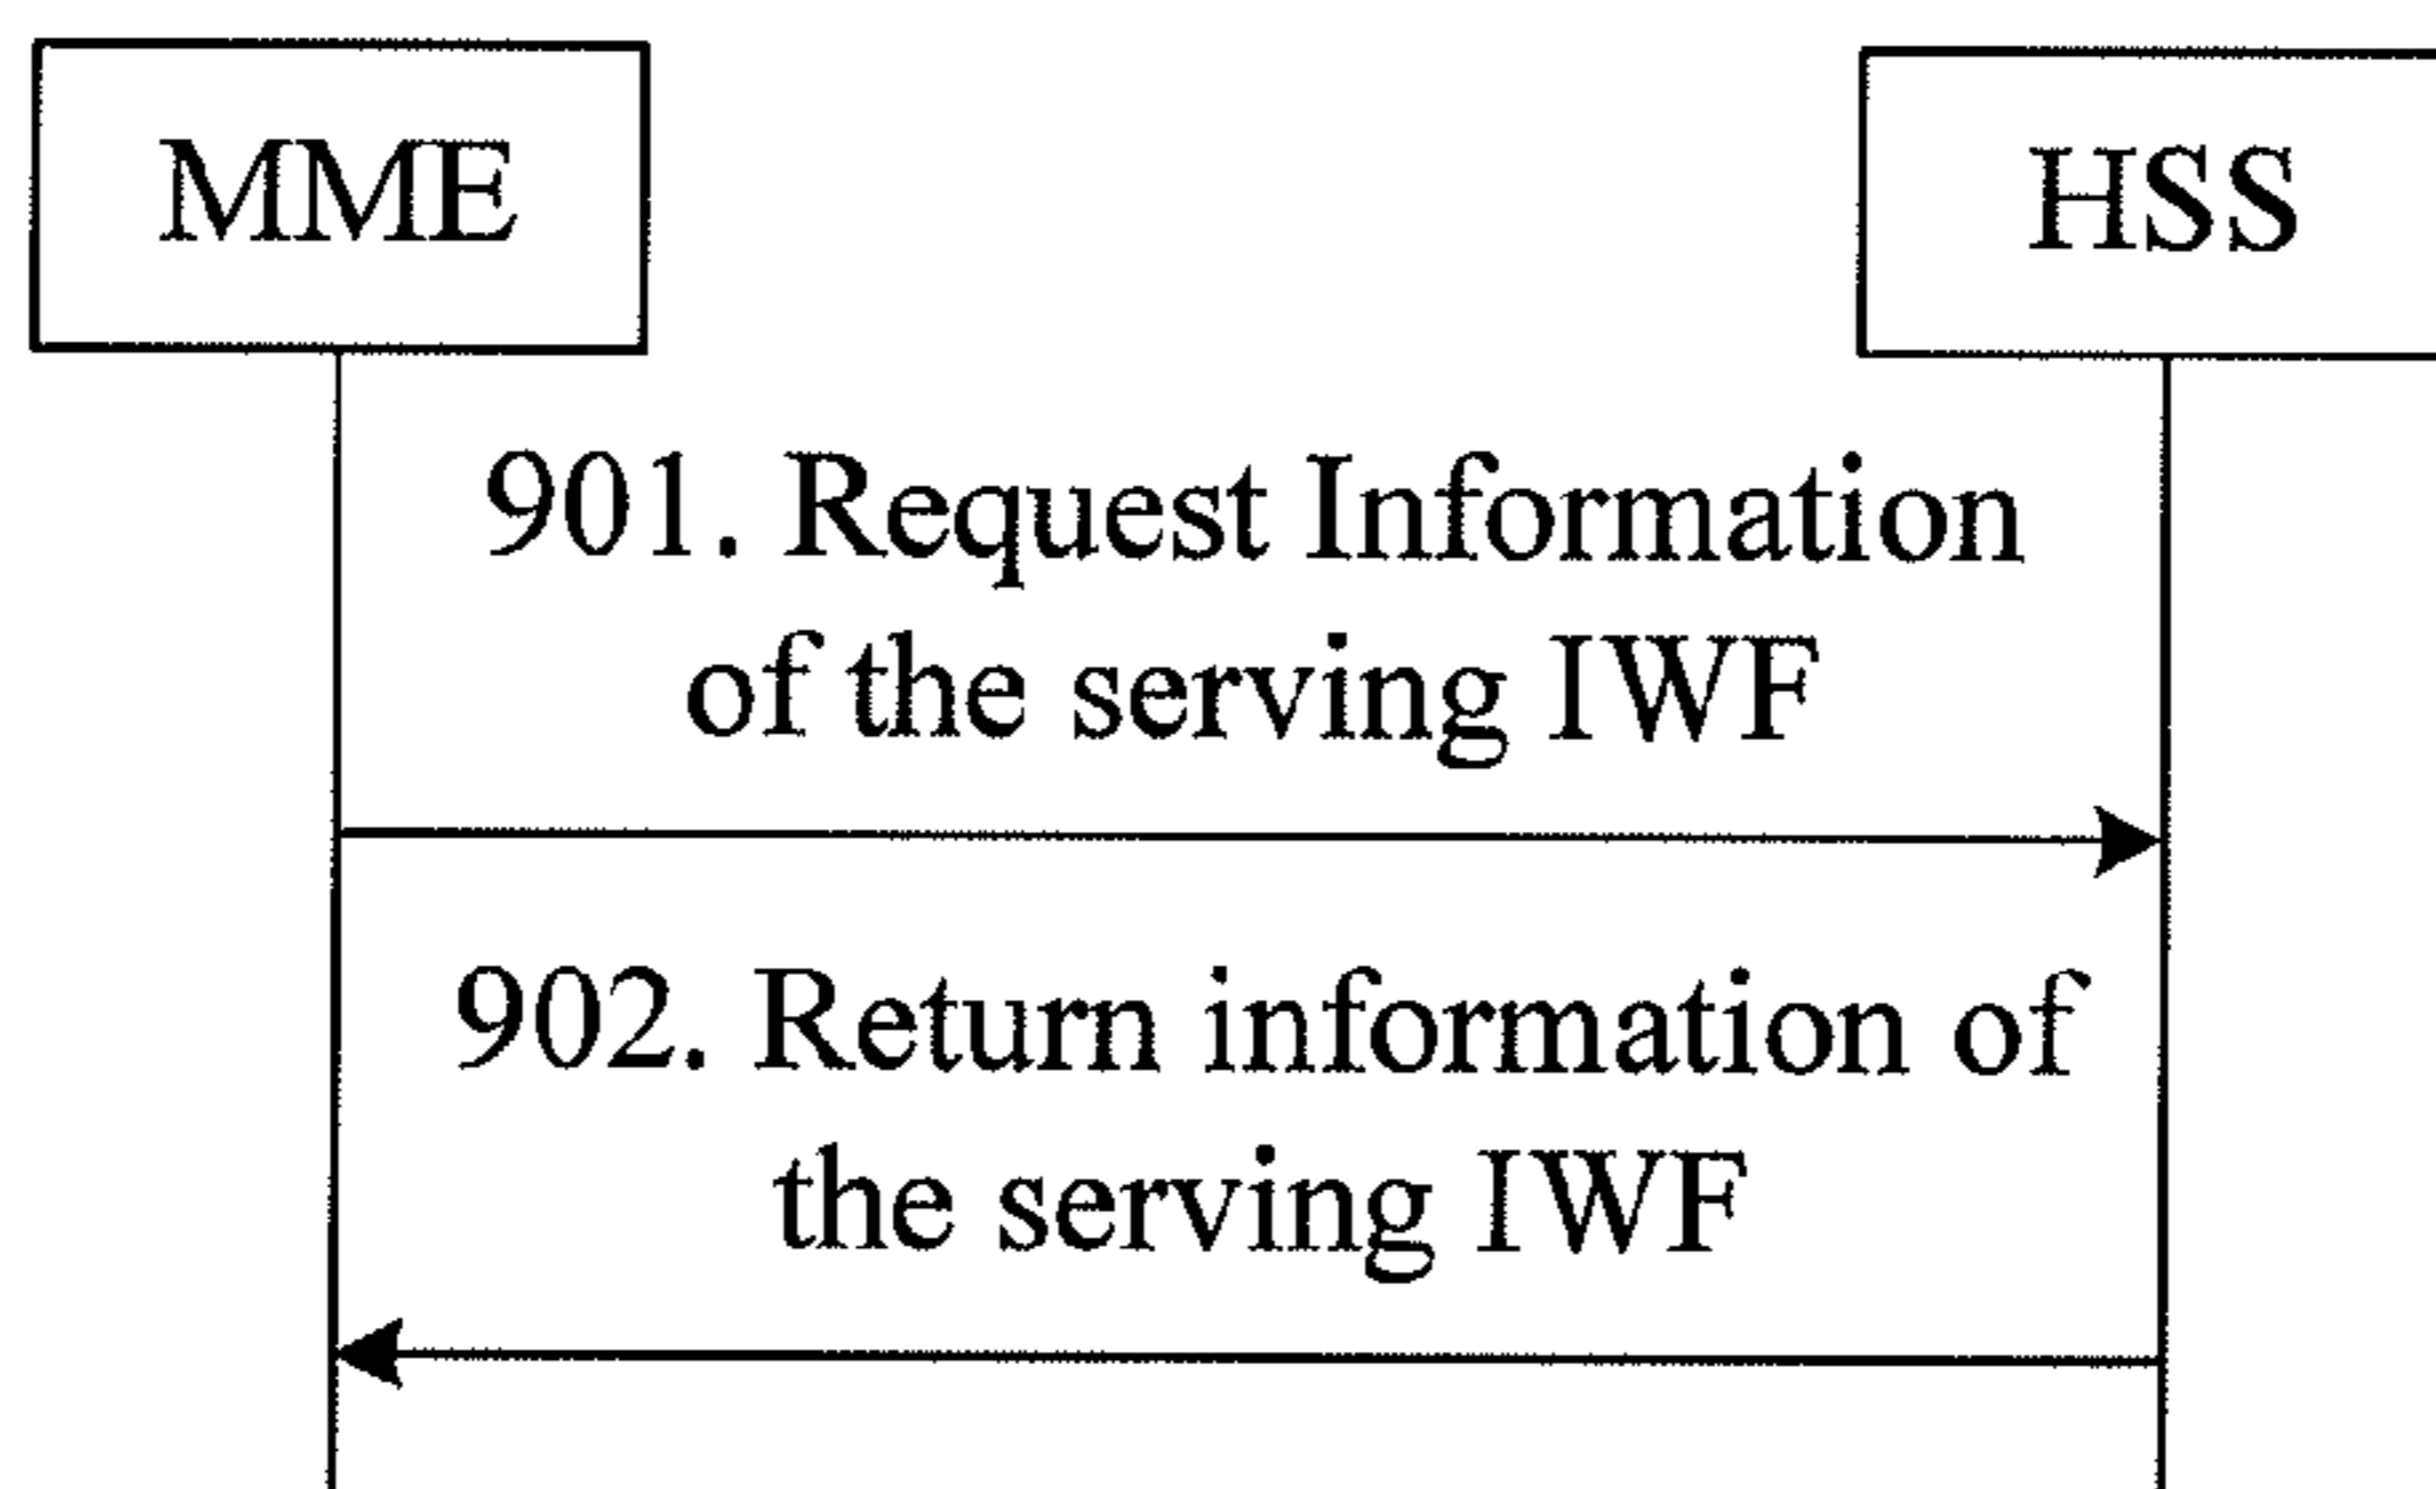 MME
HSS
901. Request Information
of the serving IWF
902. Return information of
the serving IWF